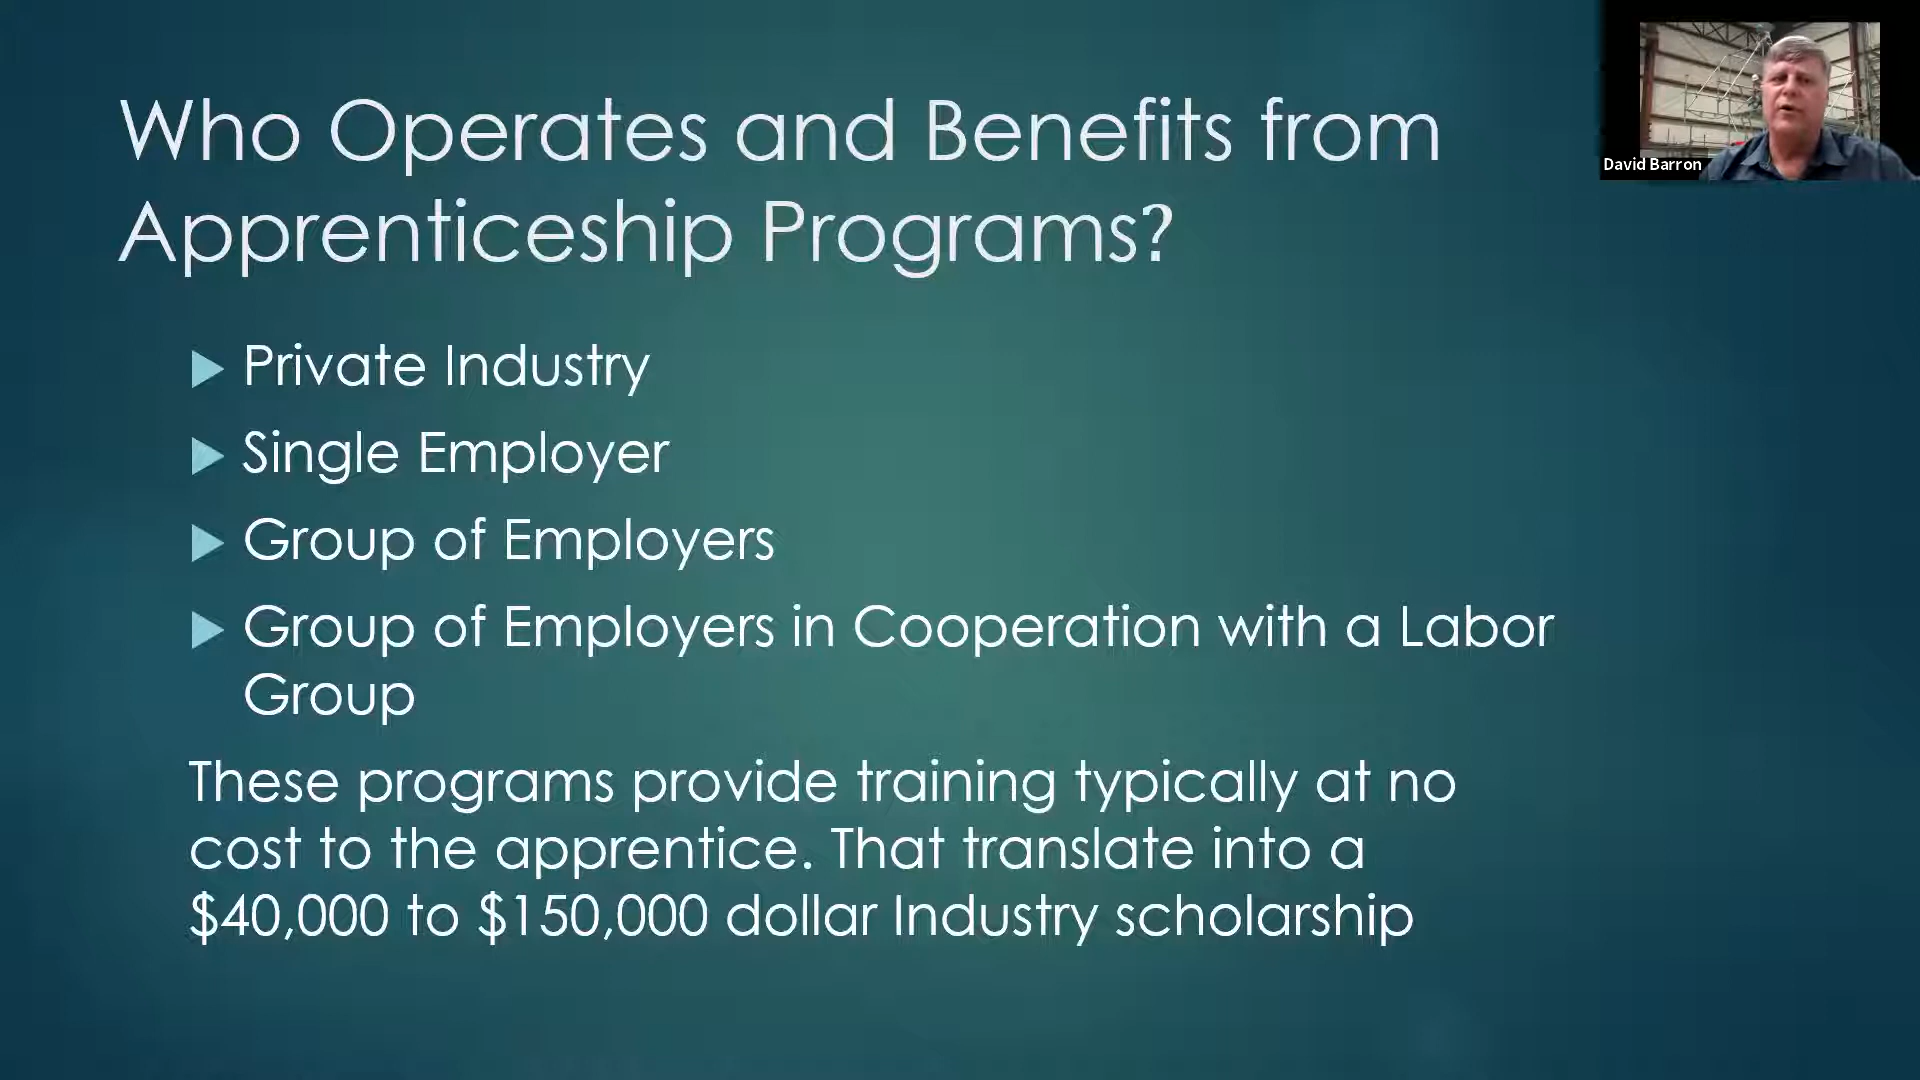 Who Operates and Benefits from
Apprenticeship Programs?
David Barron
Private Industry
Single Employer
Group of Employers
Group of Employers in Cooperation with a Labor
Group
These programs provide training typically at no
cost to the apprentice. That translate into a
$40,000 to $150,000 dollar Industry scholarship